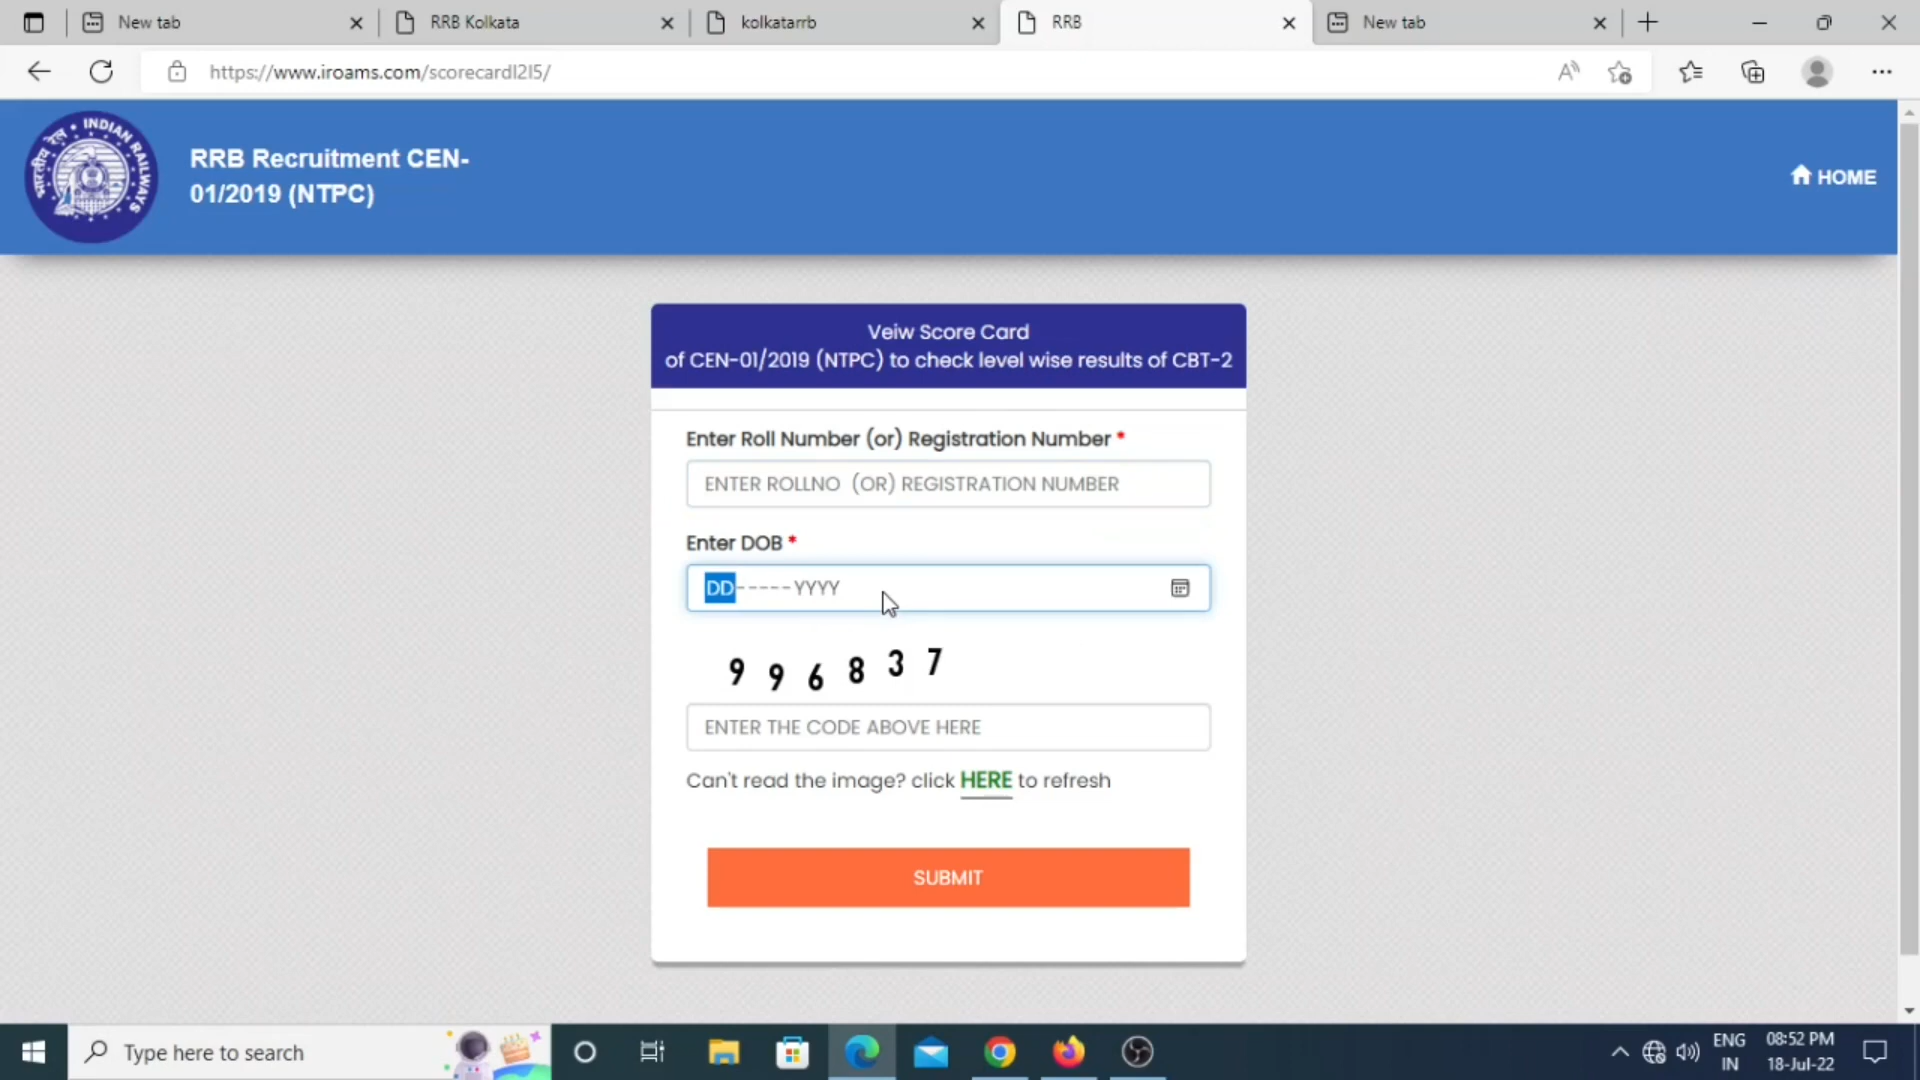 New tab
RRB Kolkata
kolkatarrb
RRB
New tab
https://www.iroams.com/scorecardl2l5/
INDIAN RAILWAYS
भारतीय रेल
RRB Recruitment CEN-
01/2019 (NTPC)
HOME
Veiw Score Card
of CEN-01/2019 (NTPC) to check level wise results of CBT-2
Enter Roll Number (or) Registration Number *
ENTER ROLLNO (OR) REGISTRATION NUMBER
Enter DOB *
DD-----YYYY
9 9 6 8 3 7
ENTER THE CODE ABOVE HERE
Can't read the image? click HERE to refresh
SUBMIT
Type here to search
ENG
IN
08:52 PM
18-Jul-22